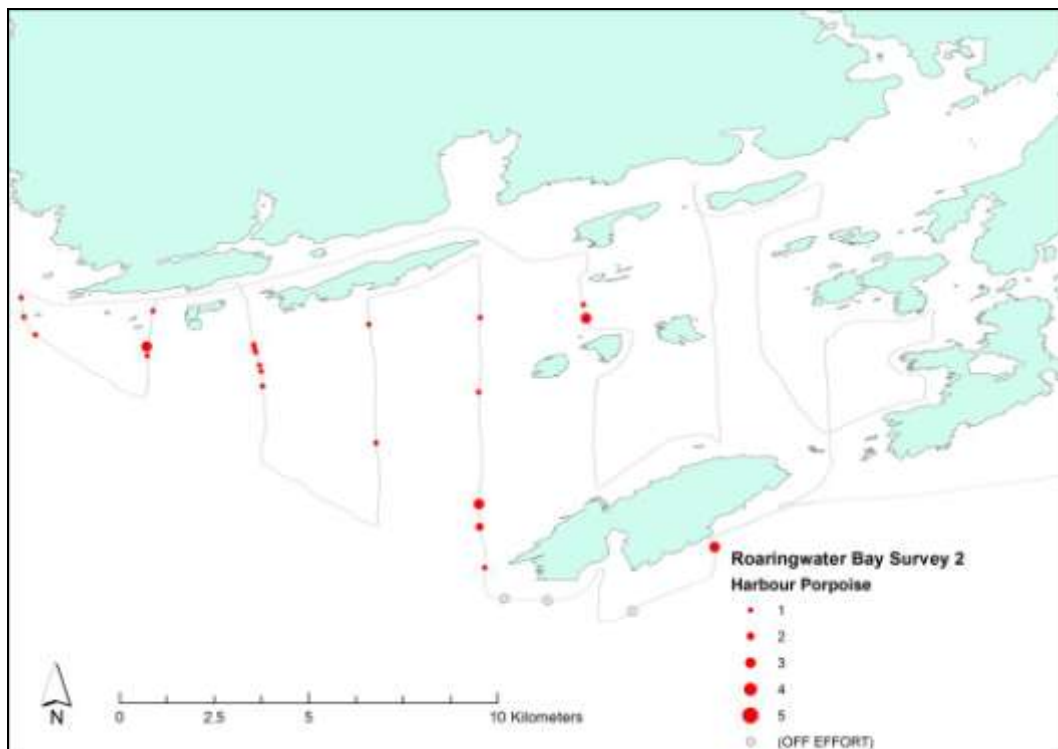 Roaringwater Bay Survey 2
Harbour Porpoise
1
2
3
4
5
(OFF EFFORT)
N
0 2.5 5 10 Kilometers